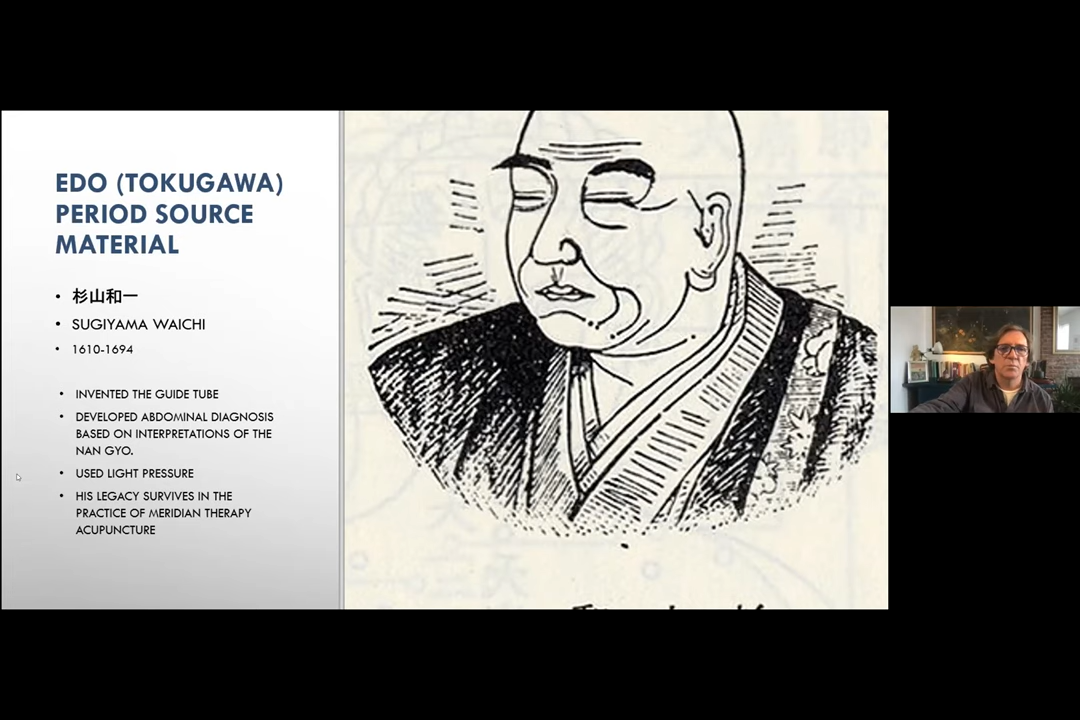 EDO (TOKUGAWA)
PERIOD SOURCE
MATERIAL
• 杉山和一
• SUGIYAMA WAICHI
• 1610-1694
• INVENTED THE GUIDE TUBE
• DEVELOPED ABDOMINAL DIAGNOSIS
BASED ON INTERPRETATIONS OF THE
NAN GYO.
• USED LIGHT PRESSURE
• HIS LEGACY SURVIVES IN THE
PRACTICE OF MERIDIAN THERAPY
ACUPUNCTURE